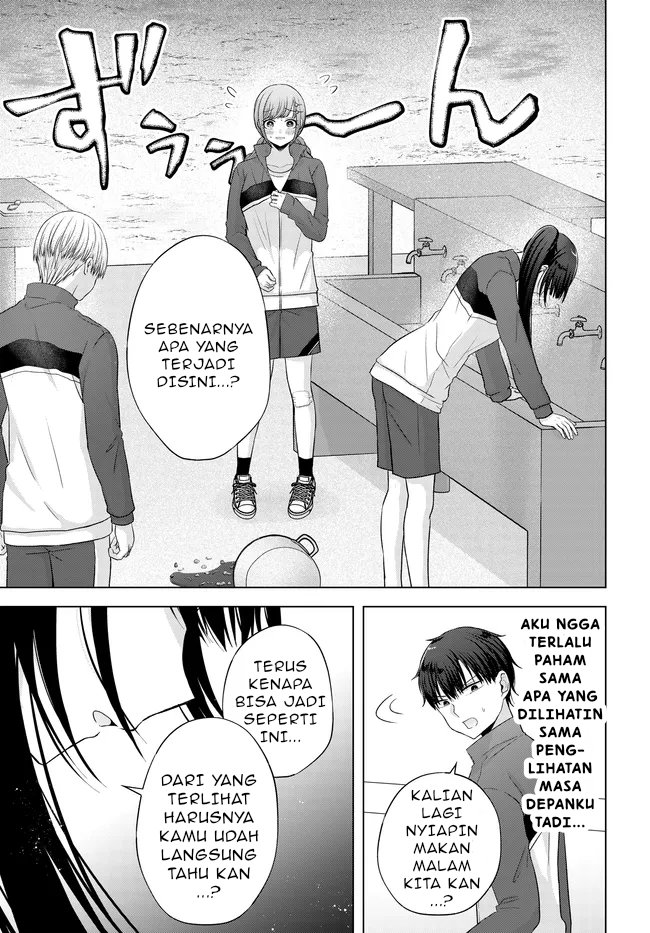 ずぅぅ〜ん
SEBENARNYA
APA YANG
TERJADI
DISINI...?
AKU NGGA
TERLALU
PAHAM
SAMA
APA YANG
DILIHATIN
SAMA
PENG-
LIHATAN
MASA
DEPANKU
TADI...
KALIAN
LAGI
NYIAPIN
MAKAN
MALAM
KITA KAN
...?
TERUS
KENAPA
BISA JADI
SEPERTI
INI...
DARI YANG
TERLIHAT
HARUSNYA
KAMU UDAH
LANGSUNG
TAHU KAN
...?